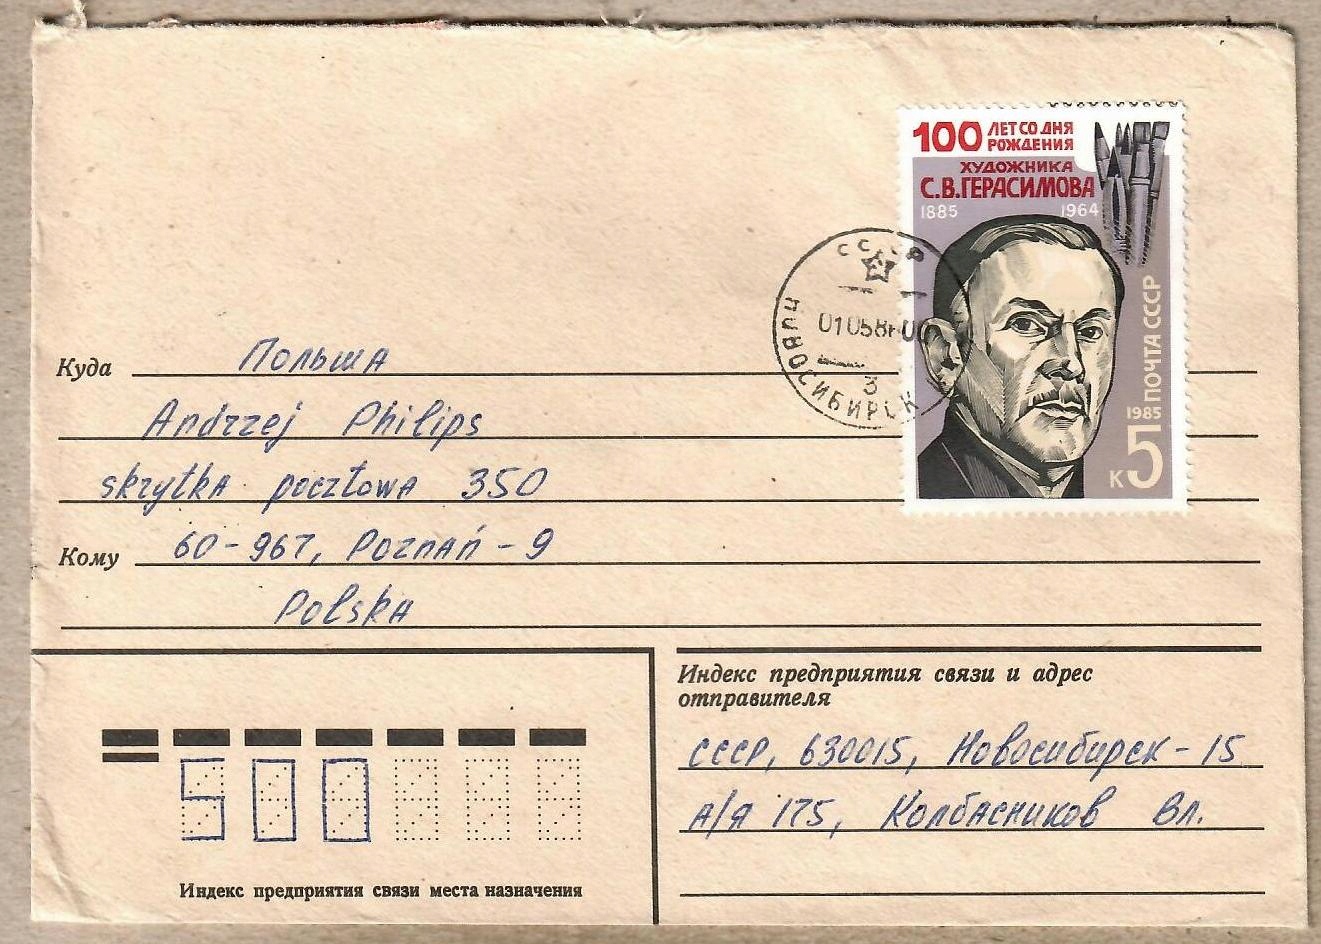 100 ЛЕТ СО ДНЯ
РОЖДЕНИЯ
ХУДОЖНИКА
С.В.ГЕРАСИМОВА
1885 1964
ПОЧТА СССР
1985
К5
СССР
НОВОСИБИРСК
3
Куда Польша
Andrzej Philips
skrytka pocztowa 350
Кому 60-967, Poznań - 9
Polska
Индекс предприятия связи и адрес
отправителя
СССР, 630015, Новосибирск - 15
А/Я 175, Колбасников Вл.
500
Индекс предприятия связи места назначения